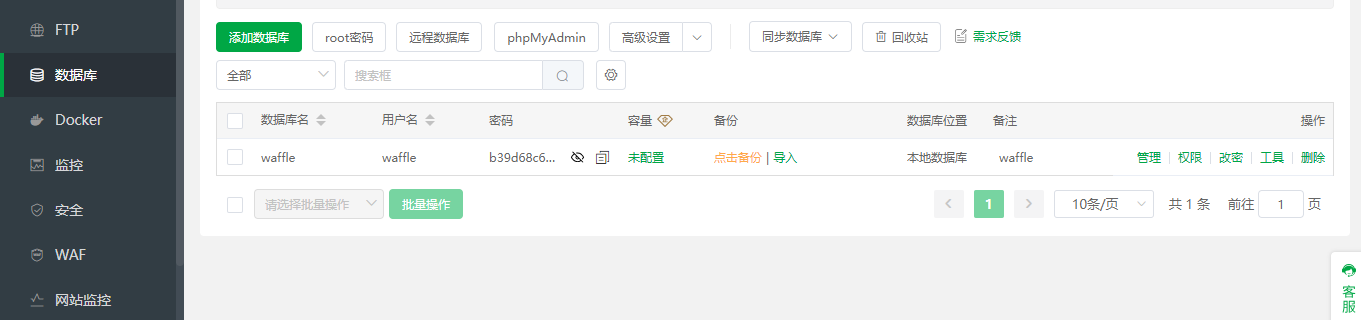 FTP
数据库
Docker
监控
安全
WAF
网站监控
添加数据库 root密码 远程数据库 phpMyAdmin 高级设置 同步数据库 回收站 需求反馈
全部 搜索框
数据库名 用户名 密码 容量 备份 数据库位置 备注 操作
waffle waffle b39d68c6... 未配置 点击备份 | 导入 本地数据库 waffle 管理 | 权限 | 改密 | 工具 | 删除
请选择批量操作 批量操作 1 10条/页 共 1 条 前往 1 页
客服